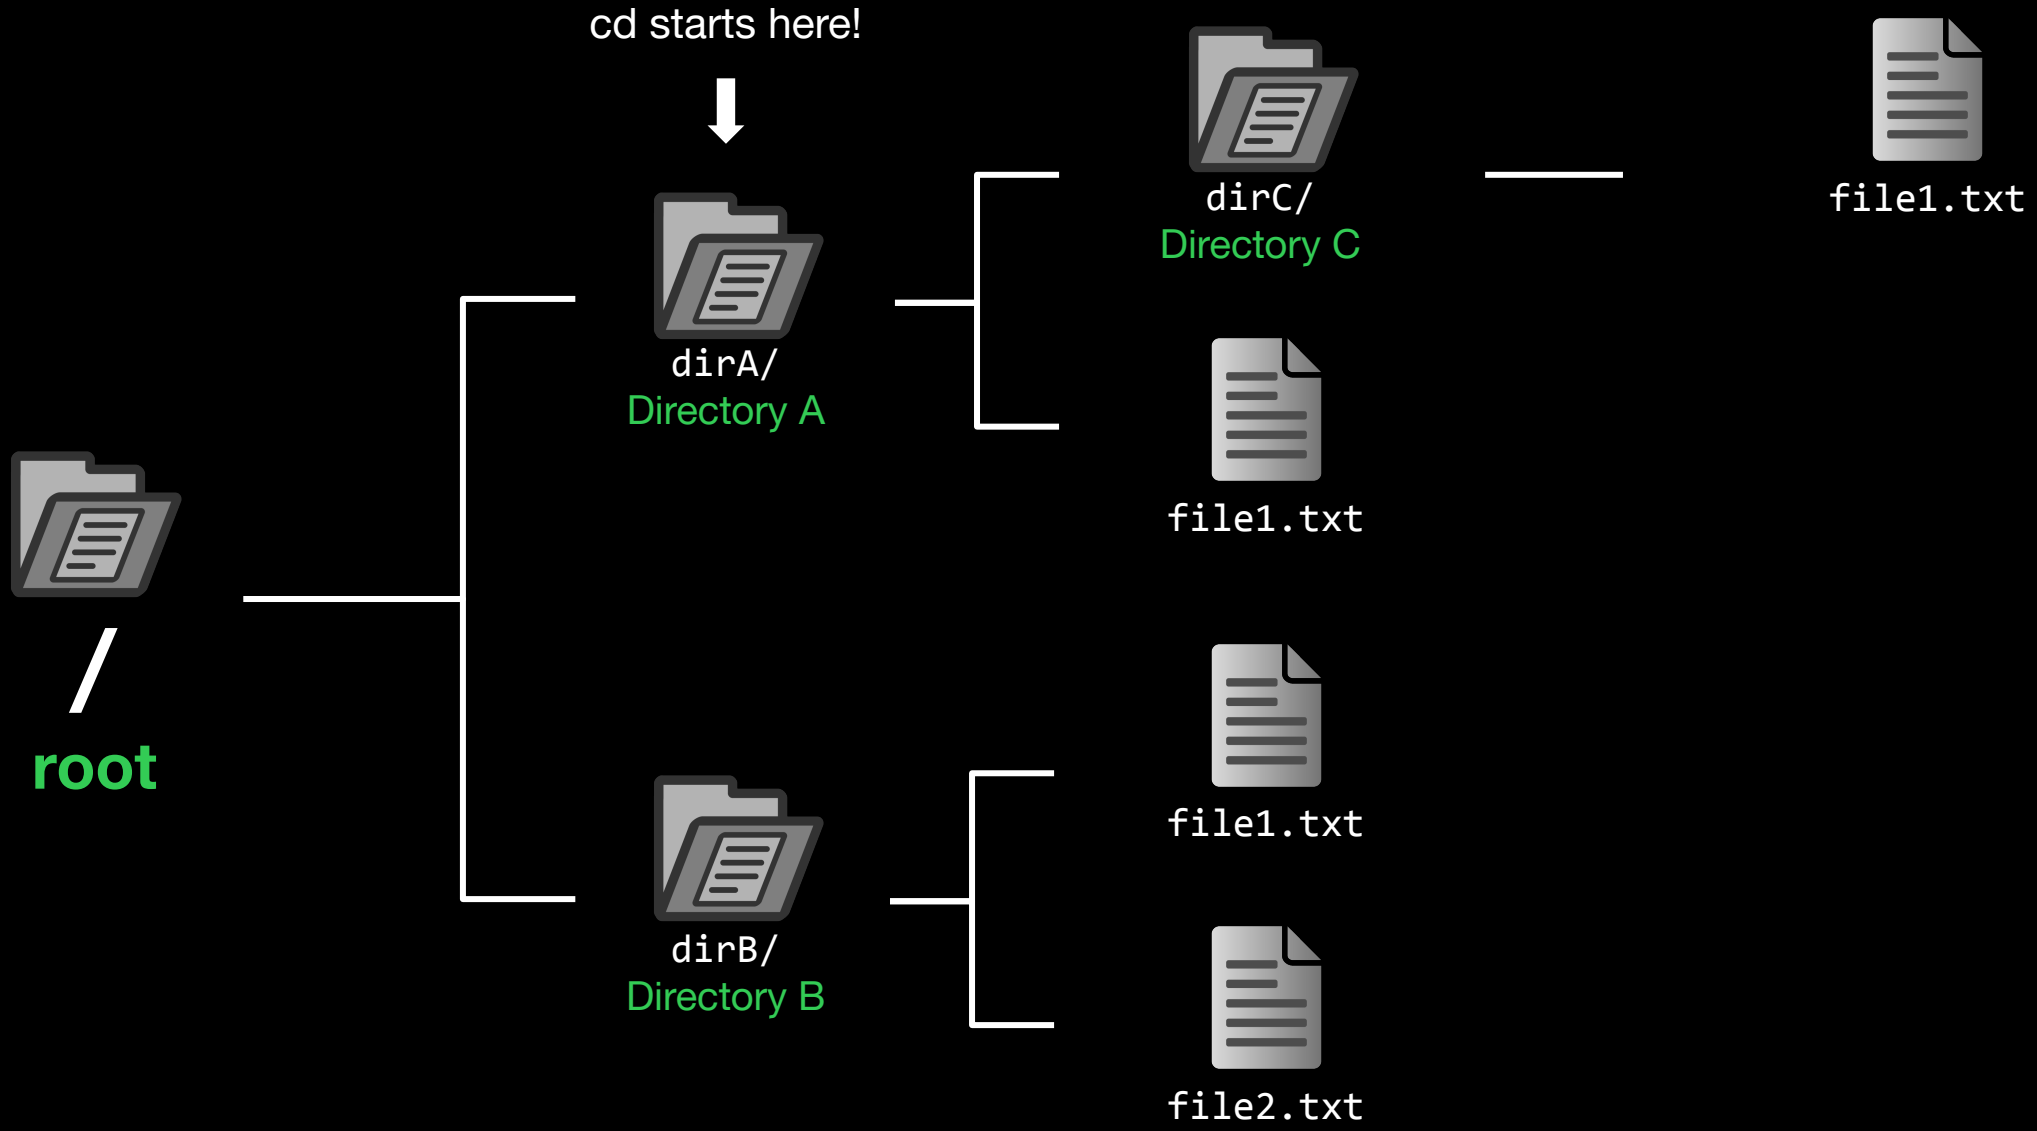 cd starts here!
dirC/
Directory C
file1.txt
dirA/
Directory A
file1.txt
/
root
file1.txt
dirB/
Directory B
file2.txt